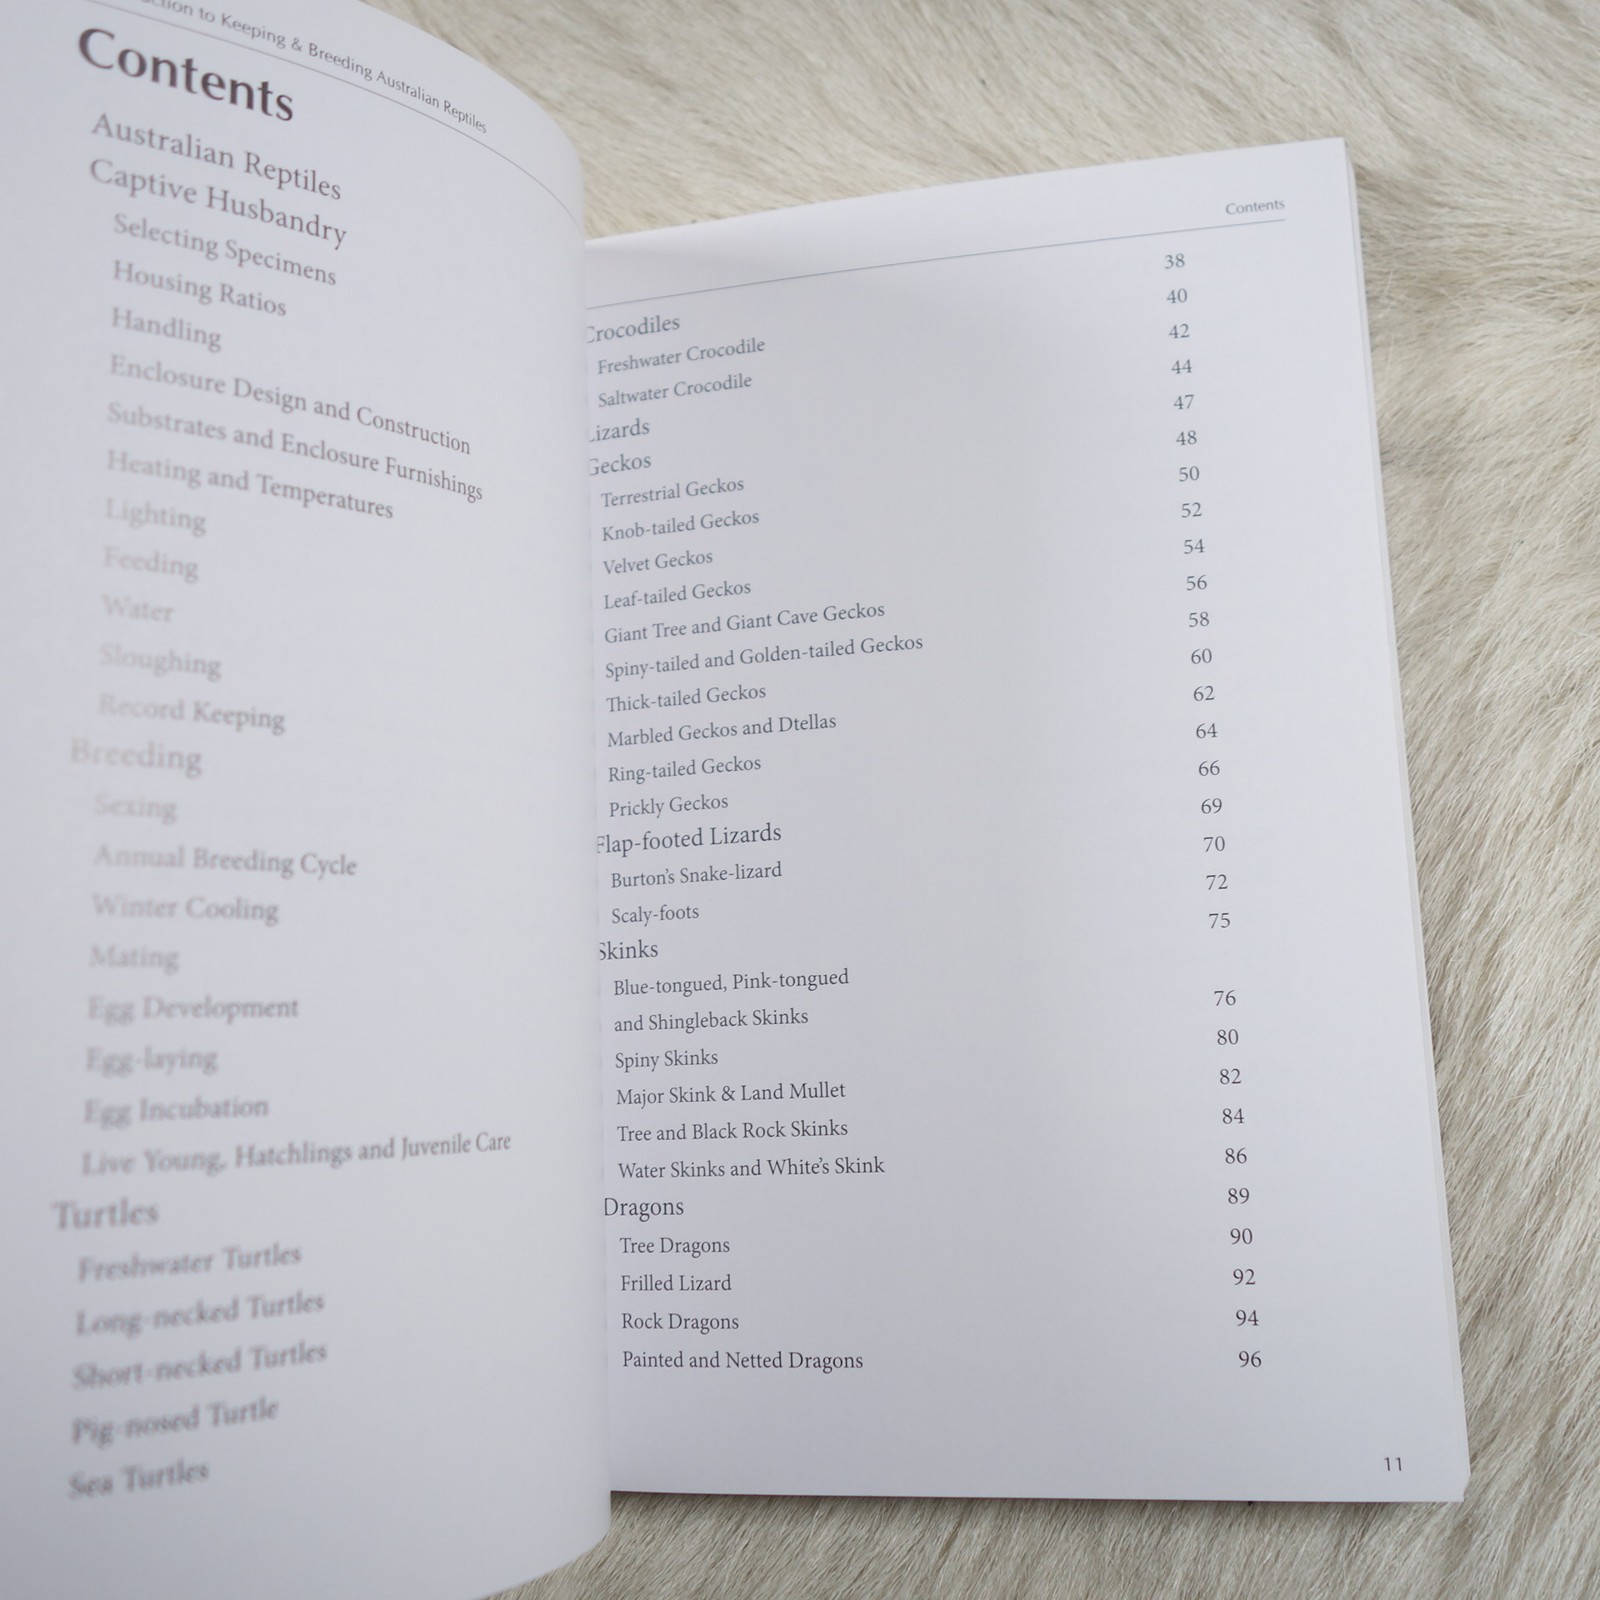 ction to Keeping & Breeding Australian Reptiles
Contents
Australian Reptiles
Captive Husbandry
Selecting Specimens
Housing Ratios
Handling
Enclosure Design and Construction
Substrates and Enclosure Furnishings
Heating and Temperatures
Lighting
Feeding
Water
Sloughing
Record Keeping
Breeding
Sexing
Annual Breeding Cycle
Winter Cooling
Mating
Egg Development
Egg-laying
Egg Incubation
Live Young, Hatchlings and Juvenile Care
Turtles
Freshwater Turtles
Long-necked Turtles
Short-necked Turtles
Pig-nosed Turtle
Sea Turtles
Contents
Crocodiles 38
Freshwater Crocodile 40
Saltwater Crocodile 42
Lizards 44
Geckos 47
Terrestrial Geckos 48
Knob-tailed Geckos 50
Velvet Geckos 52
Leaf-tailed Geckos 54
Giant Tree and Giant Cave Geckos 56
Spiny-tailed and Golden-tailed Geckos 58
Thick-tailed Geckos 60
Marbled Geckos and Dtellas 62
Ring-tailed Geckos 64
Prickly Geckos 66
Flap-footed Lizards 69
Burton's Snake-lizard 70
Scaly-foots 72
Skinks 75
Blue-tongued, Pink-tongued
and Shingleback Skinks 76
Spiny Skinks 80
Major Skink & Land Mullet 82
Tree and Black Rock Skinks 84
Water Skinks and White's Skink 86
Dragons 89
Tree Dragons 90
Frilled Lizard 92
Rock Dragons 94
Painted and Netted Dragons 96
11